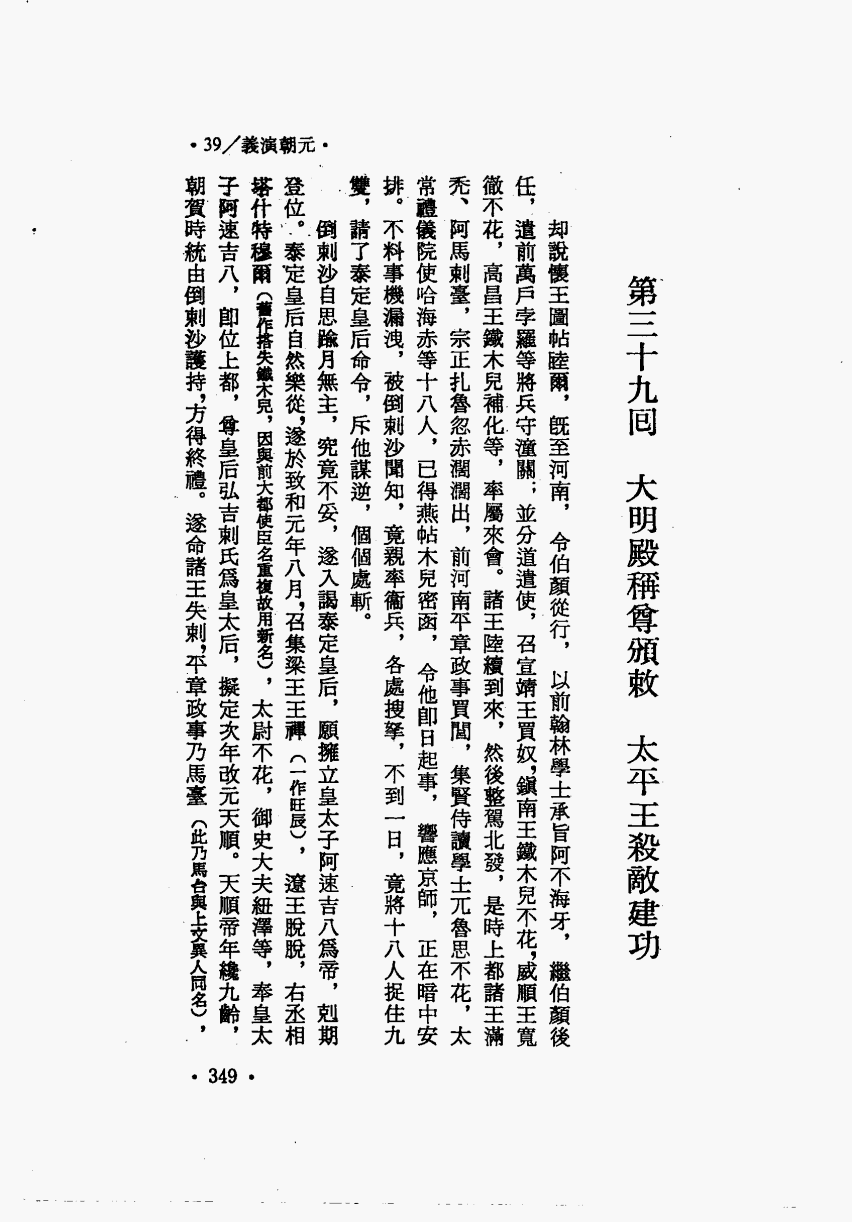 •39／義演朝元•
第三十九回　大明殿稱尊頒敕　太平王殺敵建功
却說懷王圖帖睦爾，旣至河南，令伯顏從行，以前翰林學士承旨阿不海牙，繼伯顏後
任，遣前萬戶孛羅等將兵守潼關；並分道遣使，召宣靖王買奴，鎭南王鐵木兒不花，威順王寬
徹不花，高昌王鐵木兒補化等，率屬來會。諸王陸續到來，然後整駕北發，是時上都諸王滿
禿、阿馬剌臺，宗正扎魯忽赤濶濶出，前河南平章政事買閭，集賢侍讀學士兀魯思不花，太
常禮儀院使哈海赤等十八人，已得燕帖木兒密函，令他卽日起事，響應京師，正在暗中安
排。不料事機漏洩，被倒剌沙聞知，竟親率衞兵，各處搜拏，不到一日，竟將十八人捉住九
雙，請了泰定皇后命令，斥他謀逆，個個處斬。
倒剌沙自思踰月無主，究竟不妥，遂入謁泰定皇后，願擁立皇太子阿速吉八爲帝，剋期
登位。泰定皇后自然樂從，遂於致和元年八月，召集梁王王禪（一作旺辰），遼王脫脫，右丞相
塔什特穆爾（舊作搭失鐵木兒，因與前大都使臣名重複故用新名），太尉不花，御史大夫紐澤等，奉皇太
子阿速吉八，卽位上都，尊皇后弘吉剌氏爲皇太后，擬定次年改元天順。天順帝年纔九齡，
朝賀時統由倒剌沙護持，方得終禮。遂命諸王失剌，平章政事乃馬臺（此乃馬台與上文異人同名），
•349•